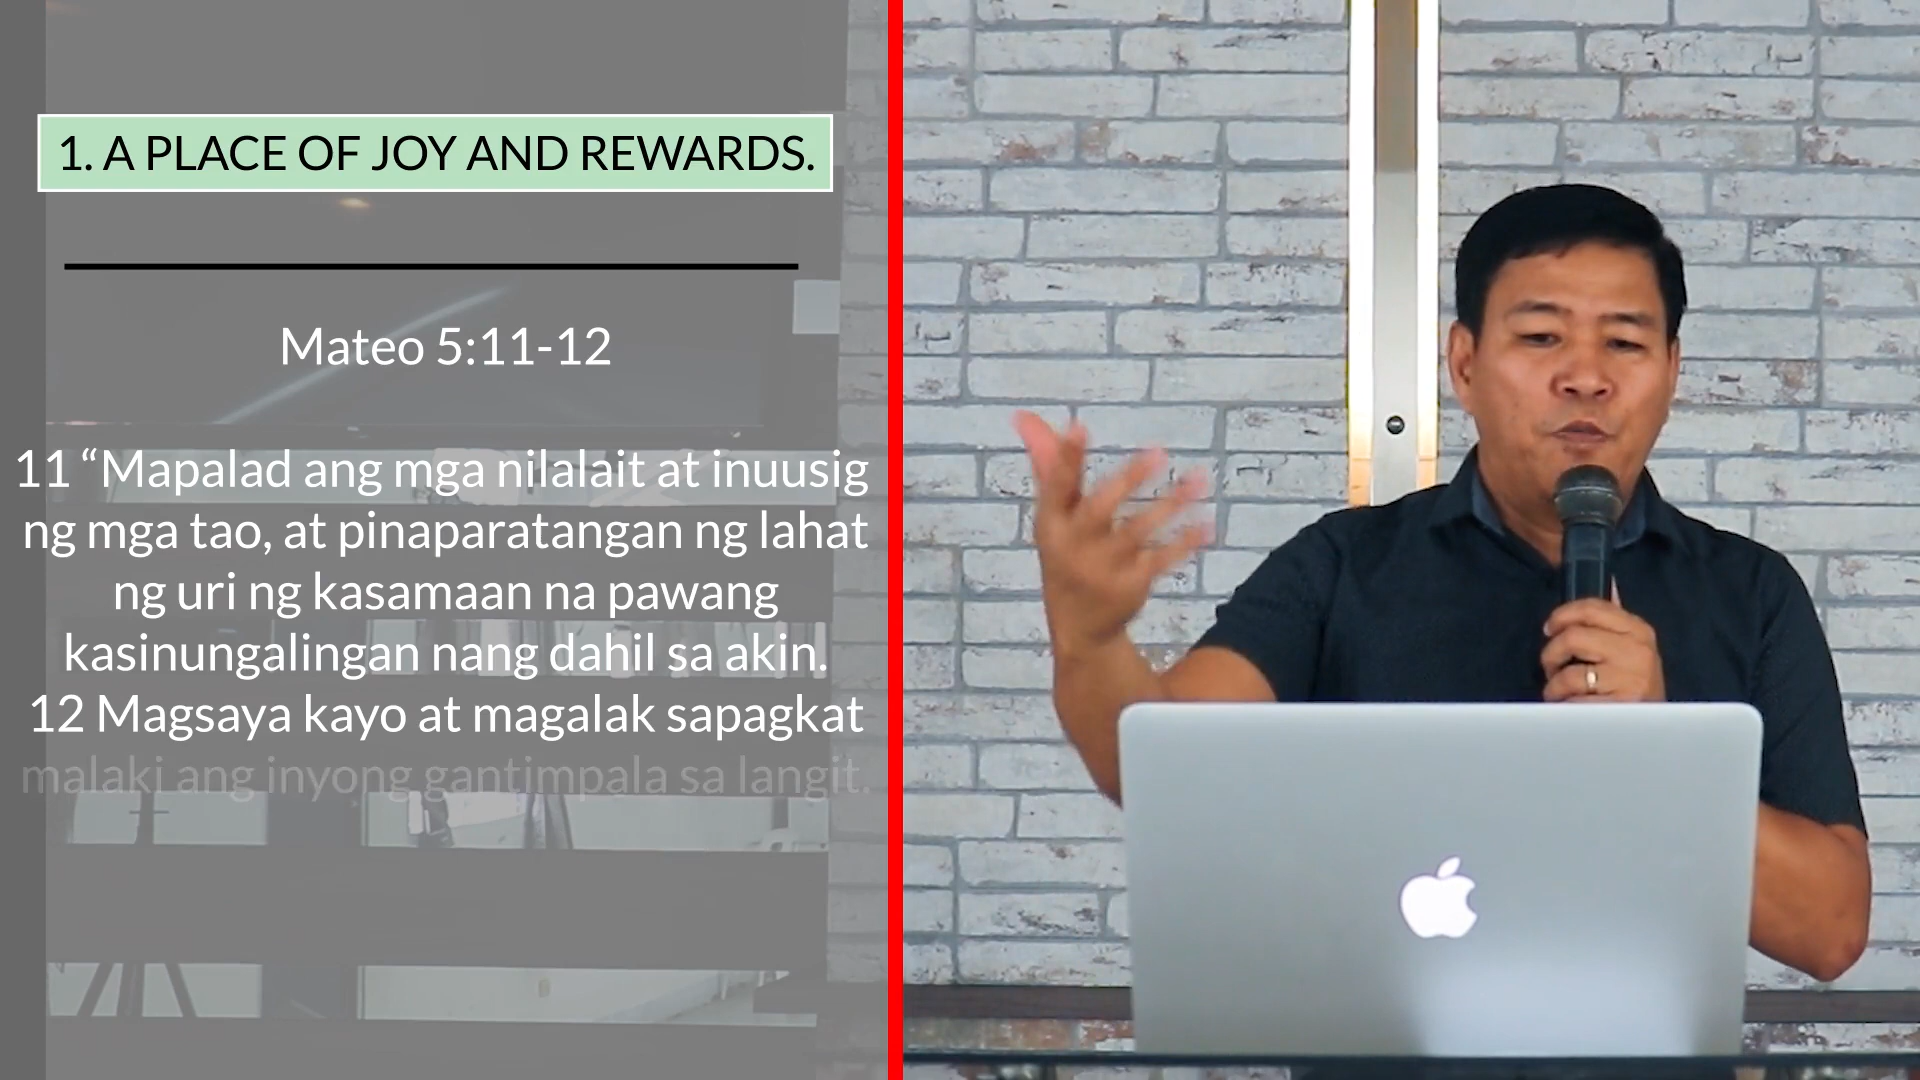 1. A PLACE OF JOY AND REWARDS.
Mateo 5:11-12
11 “Mapalad ang mga nilalait at inuusig
ng mga tao, at pinaparatangan ng lahat
ng uri ng kasamaan na pawang
kasinungalingan nang dahil sa akin.
12 Magsaya kayo at magalak sapagkat
malaki ang inyong gantimpala sa langit.